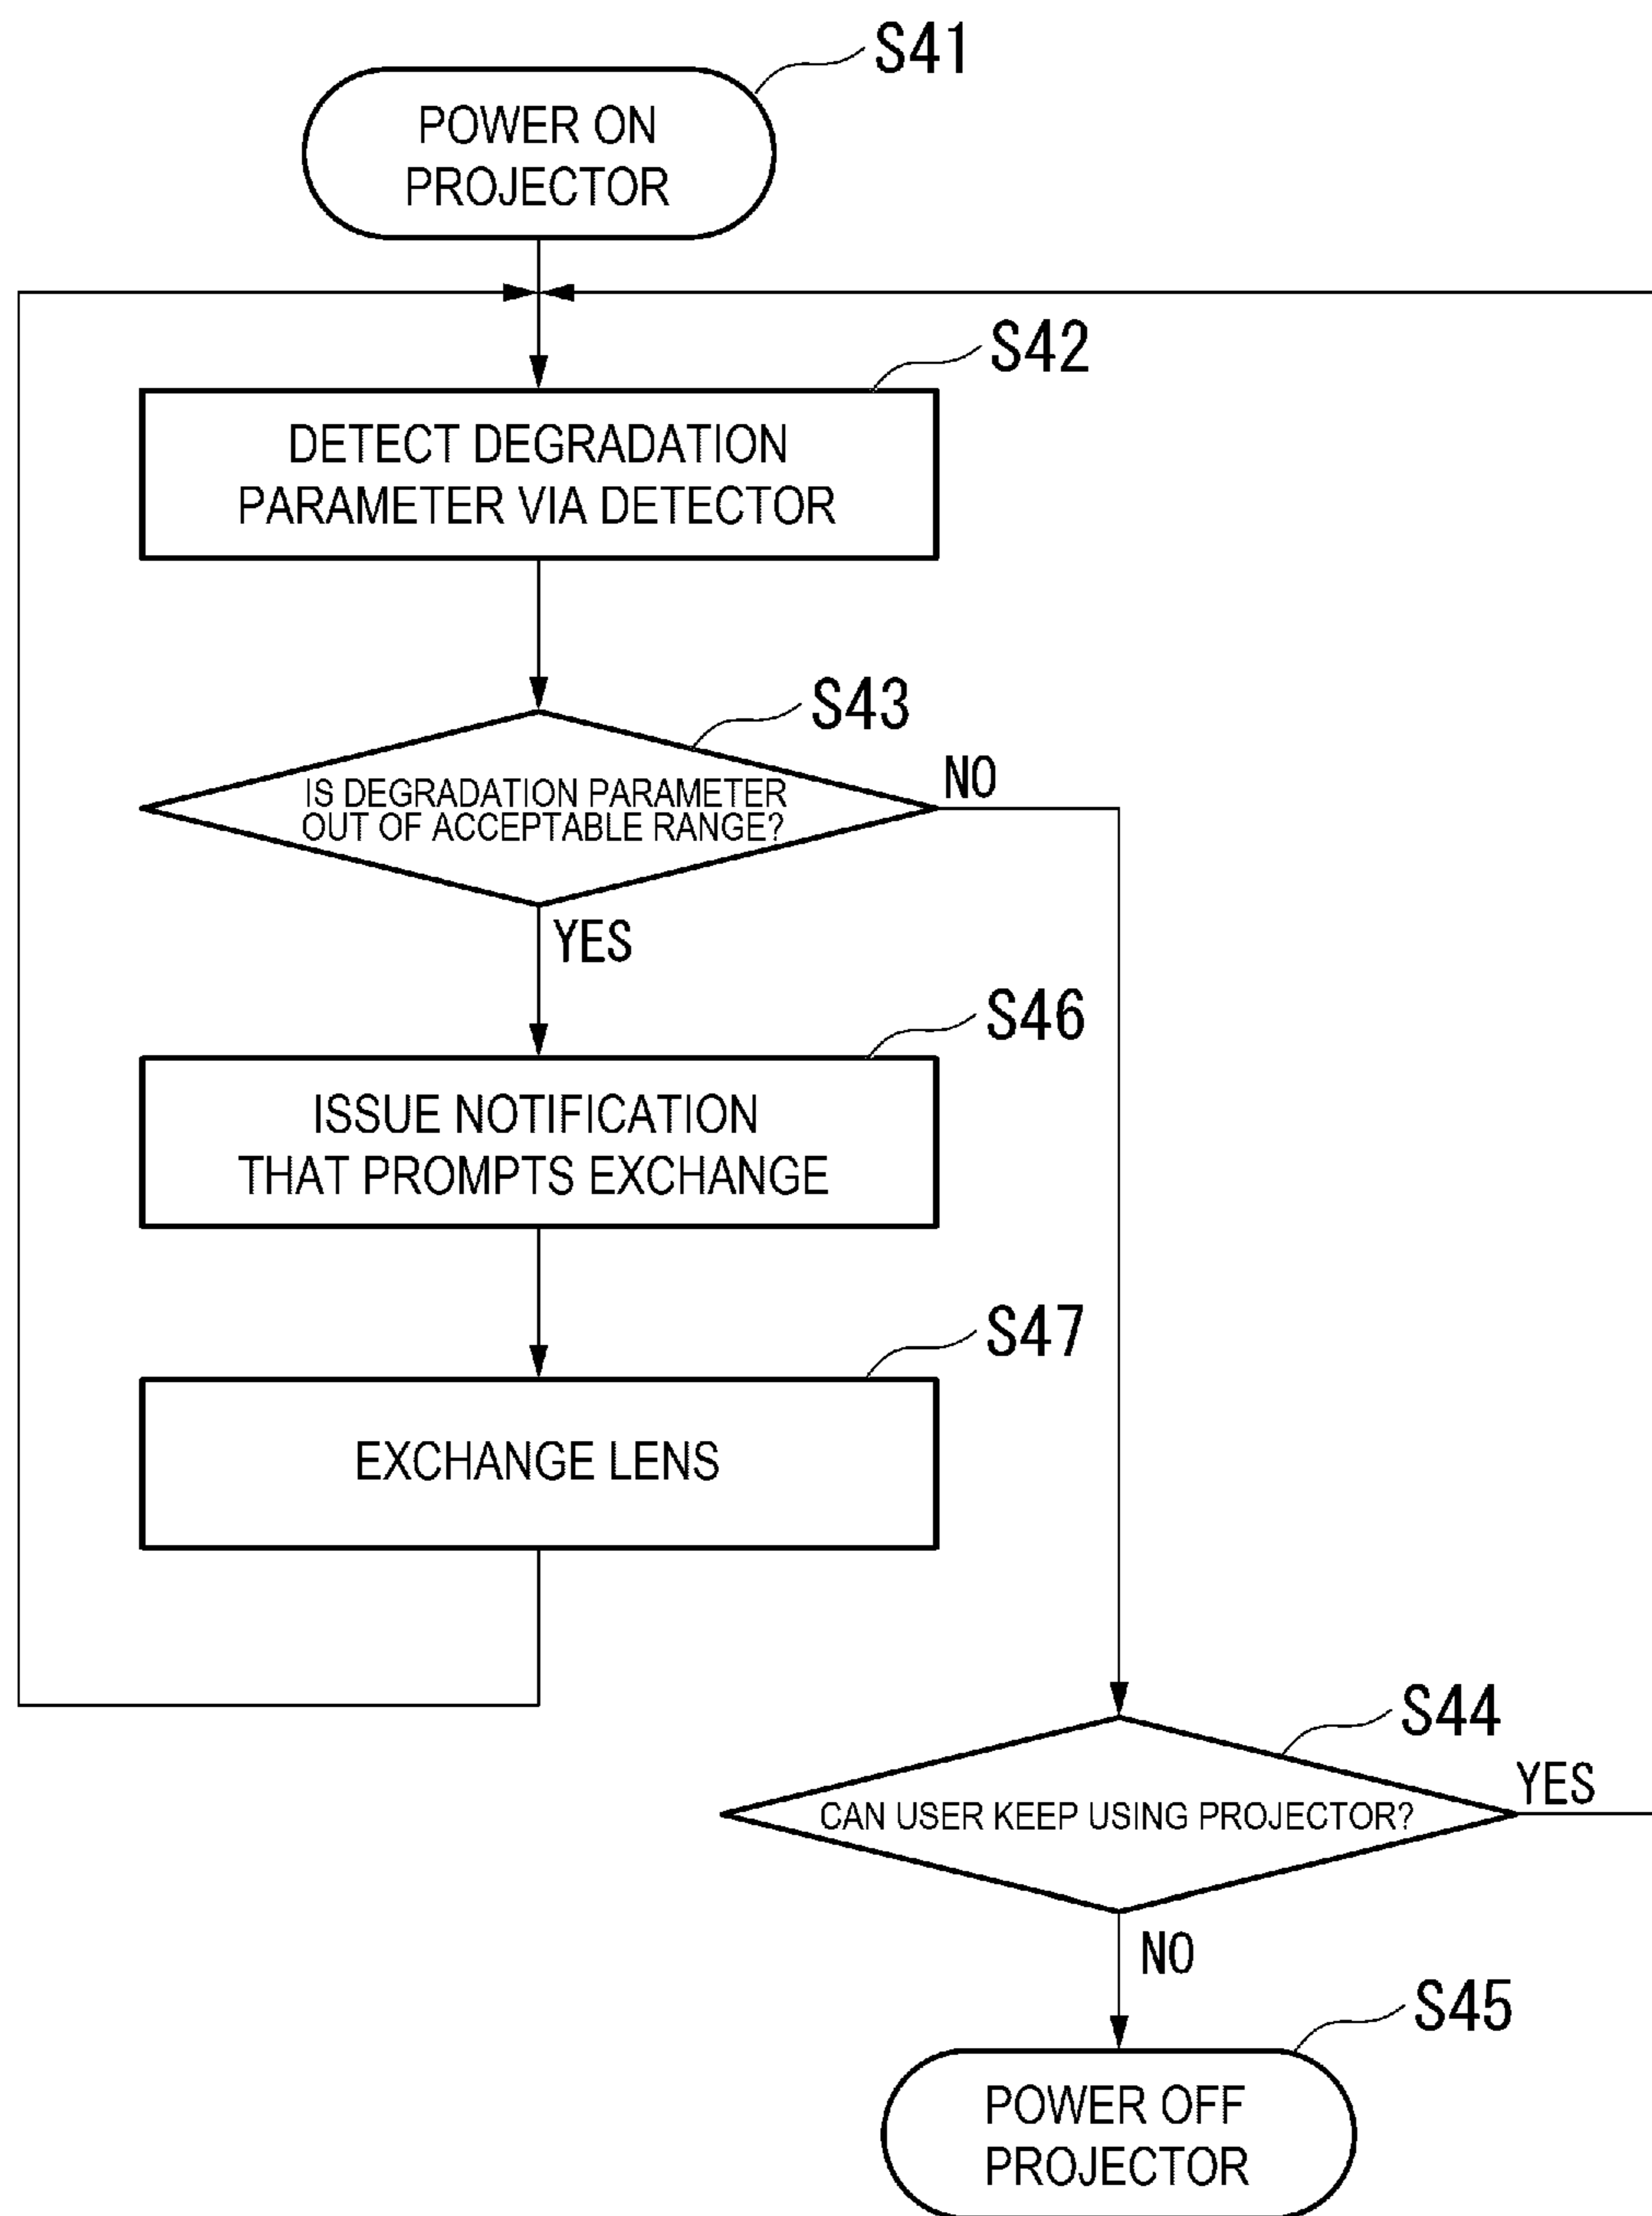 S41
POWER ON
PROJECTOR
S42
DETECT DEGRADATION
PARAMETER VIA DETECTOR
S43
IS DEGRADATION PARAMETER
OUT OF ACCEPTABLE RANGE?
NO
YES
S46
ISSUE NOTIFICATION
THAT PROMPTS EXCHANGE
S47
EXCHANGE LENS
S44
CAN USER KEEP USING PROJECTOR?
YES
NO
S45
POWER OFF
PROJECTOR